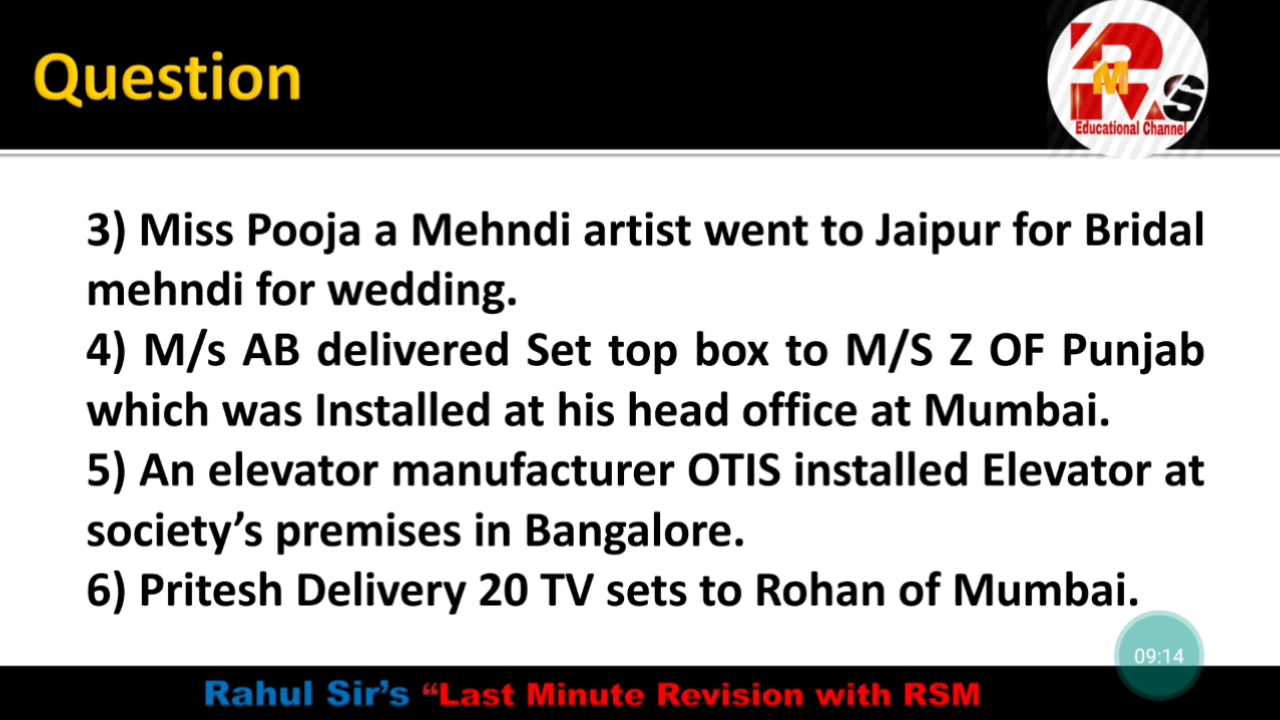 Question
RMS
Educational Channel
3) Miss Pooja a Mehndi artist went to Jaipur for Bridal
mehndi for wedding.
4) M/s AB delivered Set top box to M/S Z OF Punjab
which was Installed at his head office at Mumbai.
5) An elevator manufacturer OTIS installed Elevator at
society’s premises in Bangalore.
6) Pritesh Delivery 20 TV sets to Rohan of Mumbai.
09:14
Rahul Sir’s “Last Minute Revision with RSM